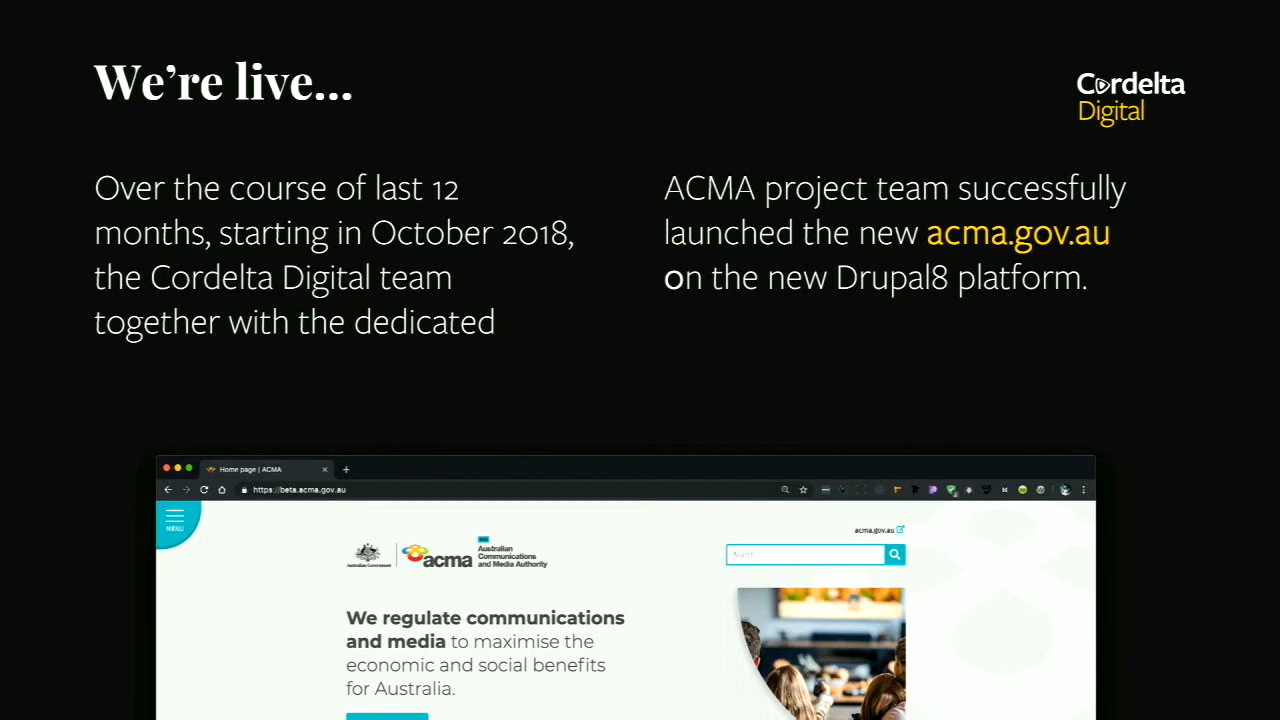 We're live...
Cordelta
Digital
Over the course of last 12
months, starting in October 2018,
the Cordelta Digital team
together with the dedicated
ACMA project team successfully
launched the new acma.gov.au
on the new Drupal8 platform.
Home page | ACMA
https://beta.acma.gov.au
MENU
acma.gov.au
Australian Government
acma
Australian
Communications
and Media Authority
Search
We regulate communications
and media to maximise the
economic and social benefits
for Australia.